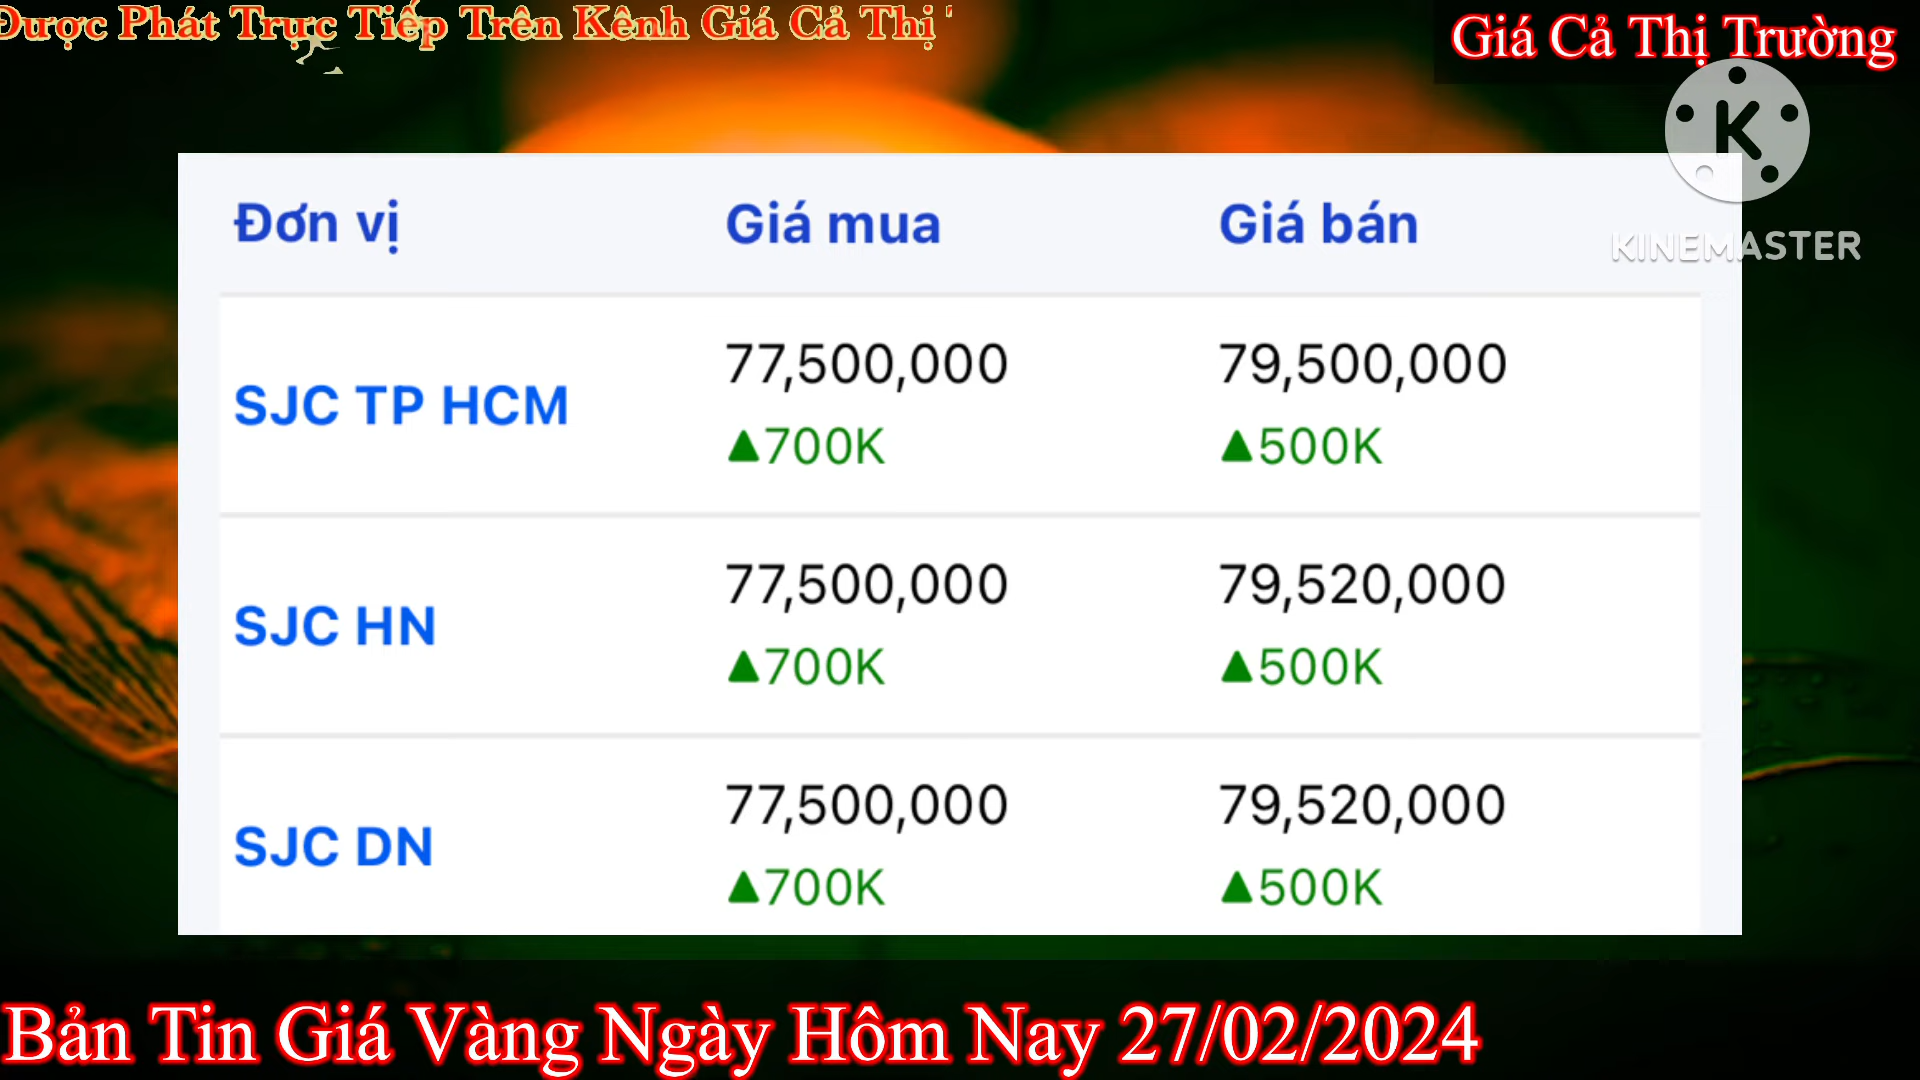 Được Phát Trực Tiếp Trên Kênh Giá Cả Thị
Giá Cả Thị Trường
K
KINEMASTER
Đơn vị Giá mua Giá bán
SJC TP HCM 77,500,000 79,500,000
▲700K ▲500K
SJC HN 77,500,000 79,520,000
▲700K ▲500K
SJC DN 77,500,000 79,520,000
▲700K ▲500K
Bản Tin Giá Vàng Ngày Hôm Nay 27/02/2024